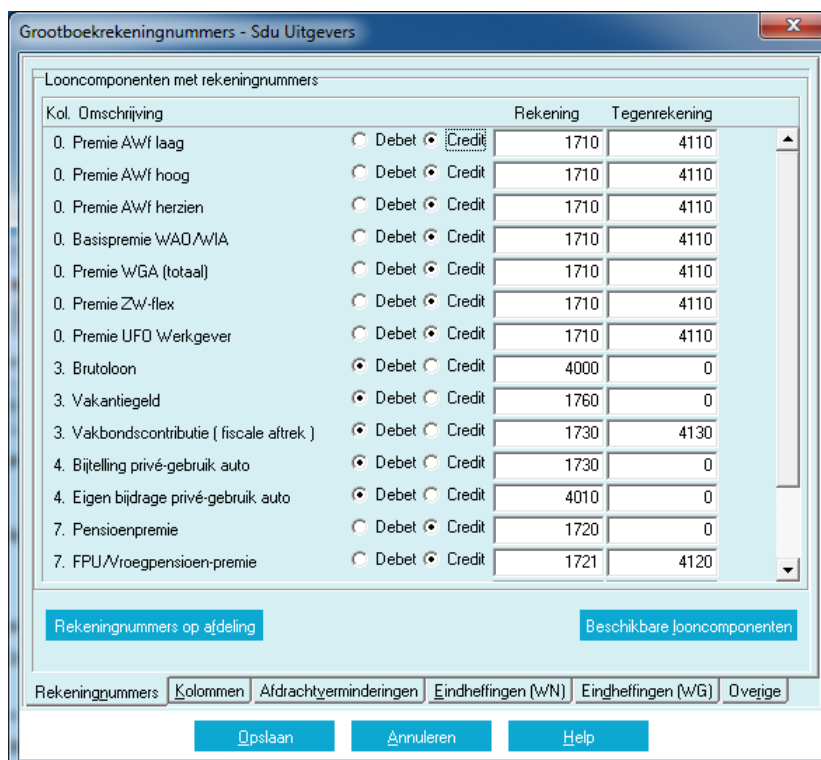 Grootboekrekeningnummers - Sdu Uitgevers
Looncomponenten met rekeningnummers
Kol. Omschrijving Rekening Tegenrekening
0. Premie AWf laag Debet Credit 1710 4110
0. Premie AWf hoog Debet Credit 1710 4110
0. Premie AWf herzien Debet Credit 1710 4110
0. Basispremie WAO/WIA Debet Credit 1710 4110
0. Premie WGA (totaal) Debet Credit 1710 4110
0. Premie ZW-flex Debet Credit 1710 4110
0. Premie UFO Werkgever Debet Credit 1710 4110
3. Brutoloon Debet Credit 4000 0
3. Vakantiegeld Debet Credit 1760 0
3. Vakbondscontributie ( fiscale aftrek ) Debet Credit 1730 4130
4. Bijtelling privé-gebruik auto Debet Credit 1730 0
4. Eigen bijdrage privé-gebruik auto Debet Credit 4010 0
7. Pensioenpremie Debet Credit 1720 0
7. FPU/Vroegpensioen-premie Debet Credit 1721 4120
Rekeningnummers op afdeling Beschikbare looncomponenten
Rekeningnummers Kolommen Afdrachtverminderingen Eindheffingen (WN) Eindheffingen (WG) Overige
Opslaan Annuleren Help